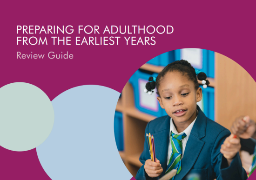 PREPARING FOR ADULTHOOD
FROM THE EARLIEST YEARS
Review Guide